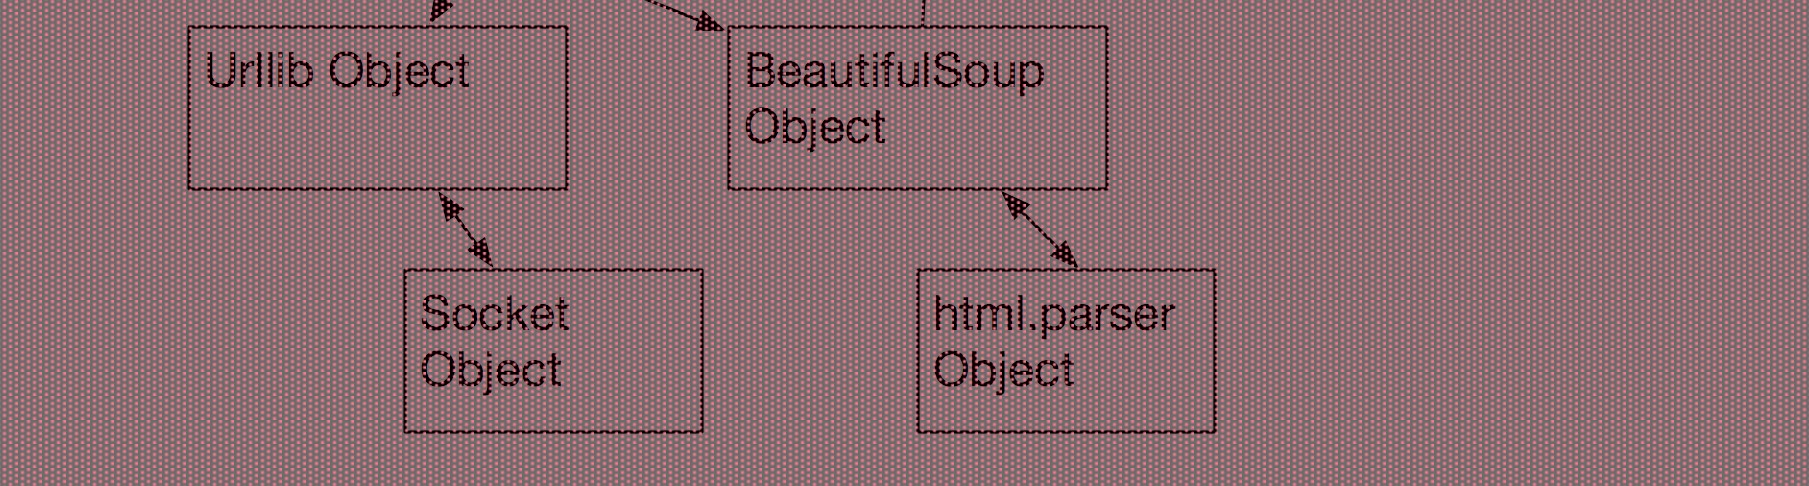 Urllib Object
BeautifulSoup
Object
Socket
Object
html.parser
Object